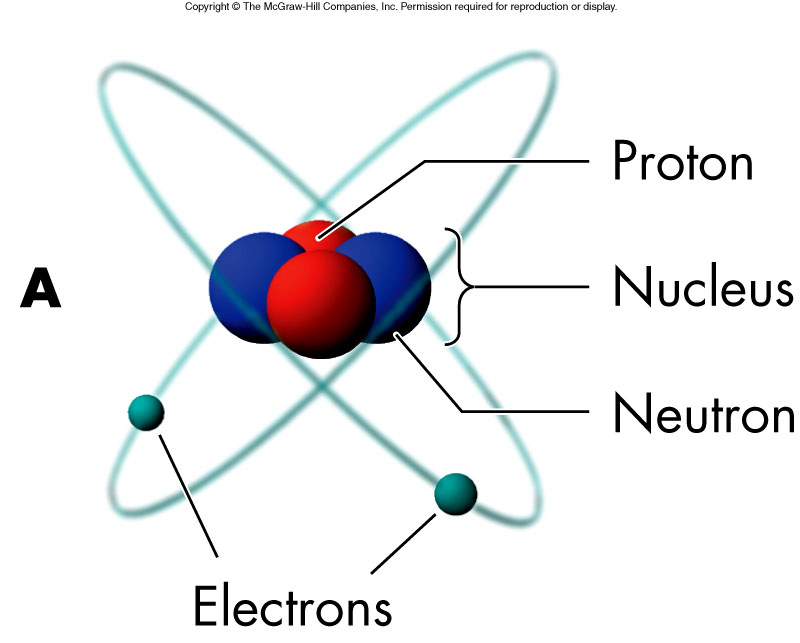 Copyright © The McGraw-Hill Companies, Inc. Permission required for reproduction or display.
Proton
A
Nucleus
Neutron
Electrons